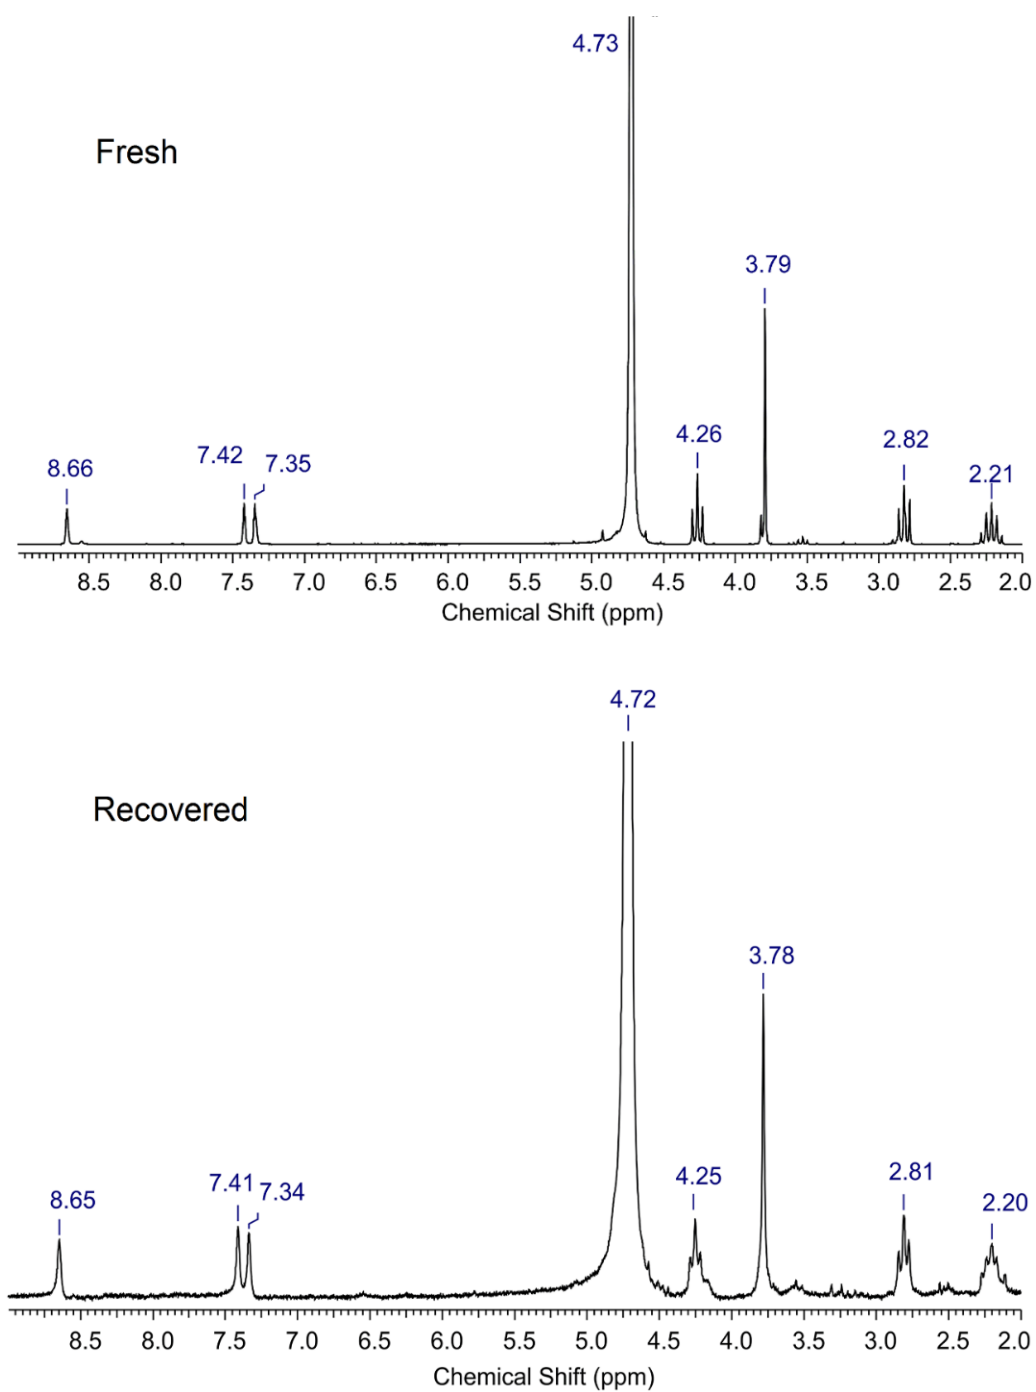 4.73
Fresh
3.79
8.66 7.42 7.35 4.26 2.82 2.21
8.5 8.0 7.5 7.0 6.5 6.0 5.5 5.0 4.5 4.0 3.5 3.0 2.5 2.0
Chemical Shift (ppm)
4.72
Recovered
3.78
8.65 7.41 7.34 4.25 2.81 2.20
8.5 8.0 7.5 7.0 6.5 6.0 5.5 5.0 4.5 4.0 3.5 3.0 2.5 2.0
Chemical Shift (ppm)